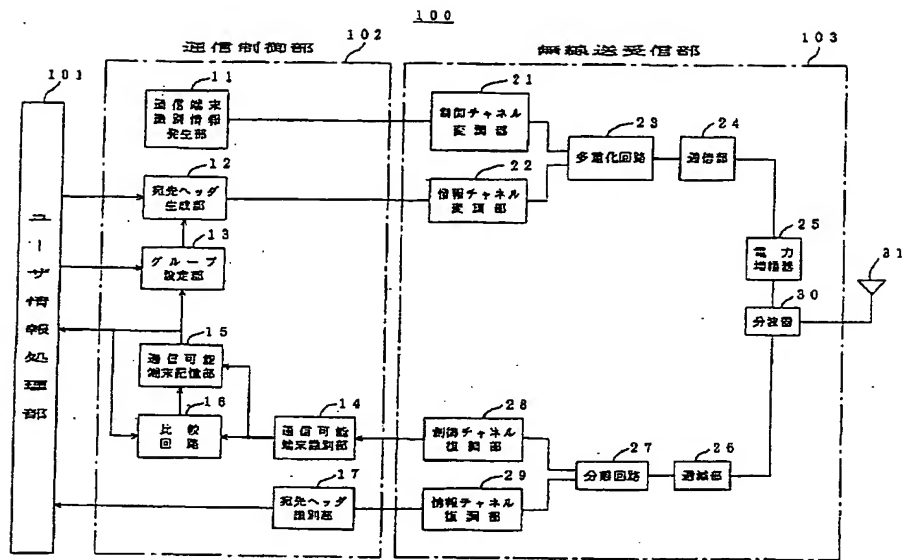 100
通信制御部
102
無線送受信部
103
101
ユーザ情報処理部
11
通信端末
識別情報
発生部
12
宛先ヘッダ
生成部
13
グループ
設定部
15
通信可能
端末記憶部
16
比較
回路
14
通信可能
端末識別部
17
宛先ヘッダ
識別部
21
制御チャネル
変調部
22
情報チャネル
変調部
23
多重化回路
24
逓倍部
25
電力
増幅器
30
分波器
31
28
制御チャネル
復調部
29
情報チャネル
復調部
27
分離回路
26
逓減部